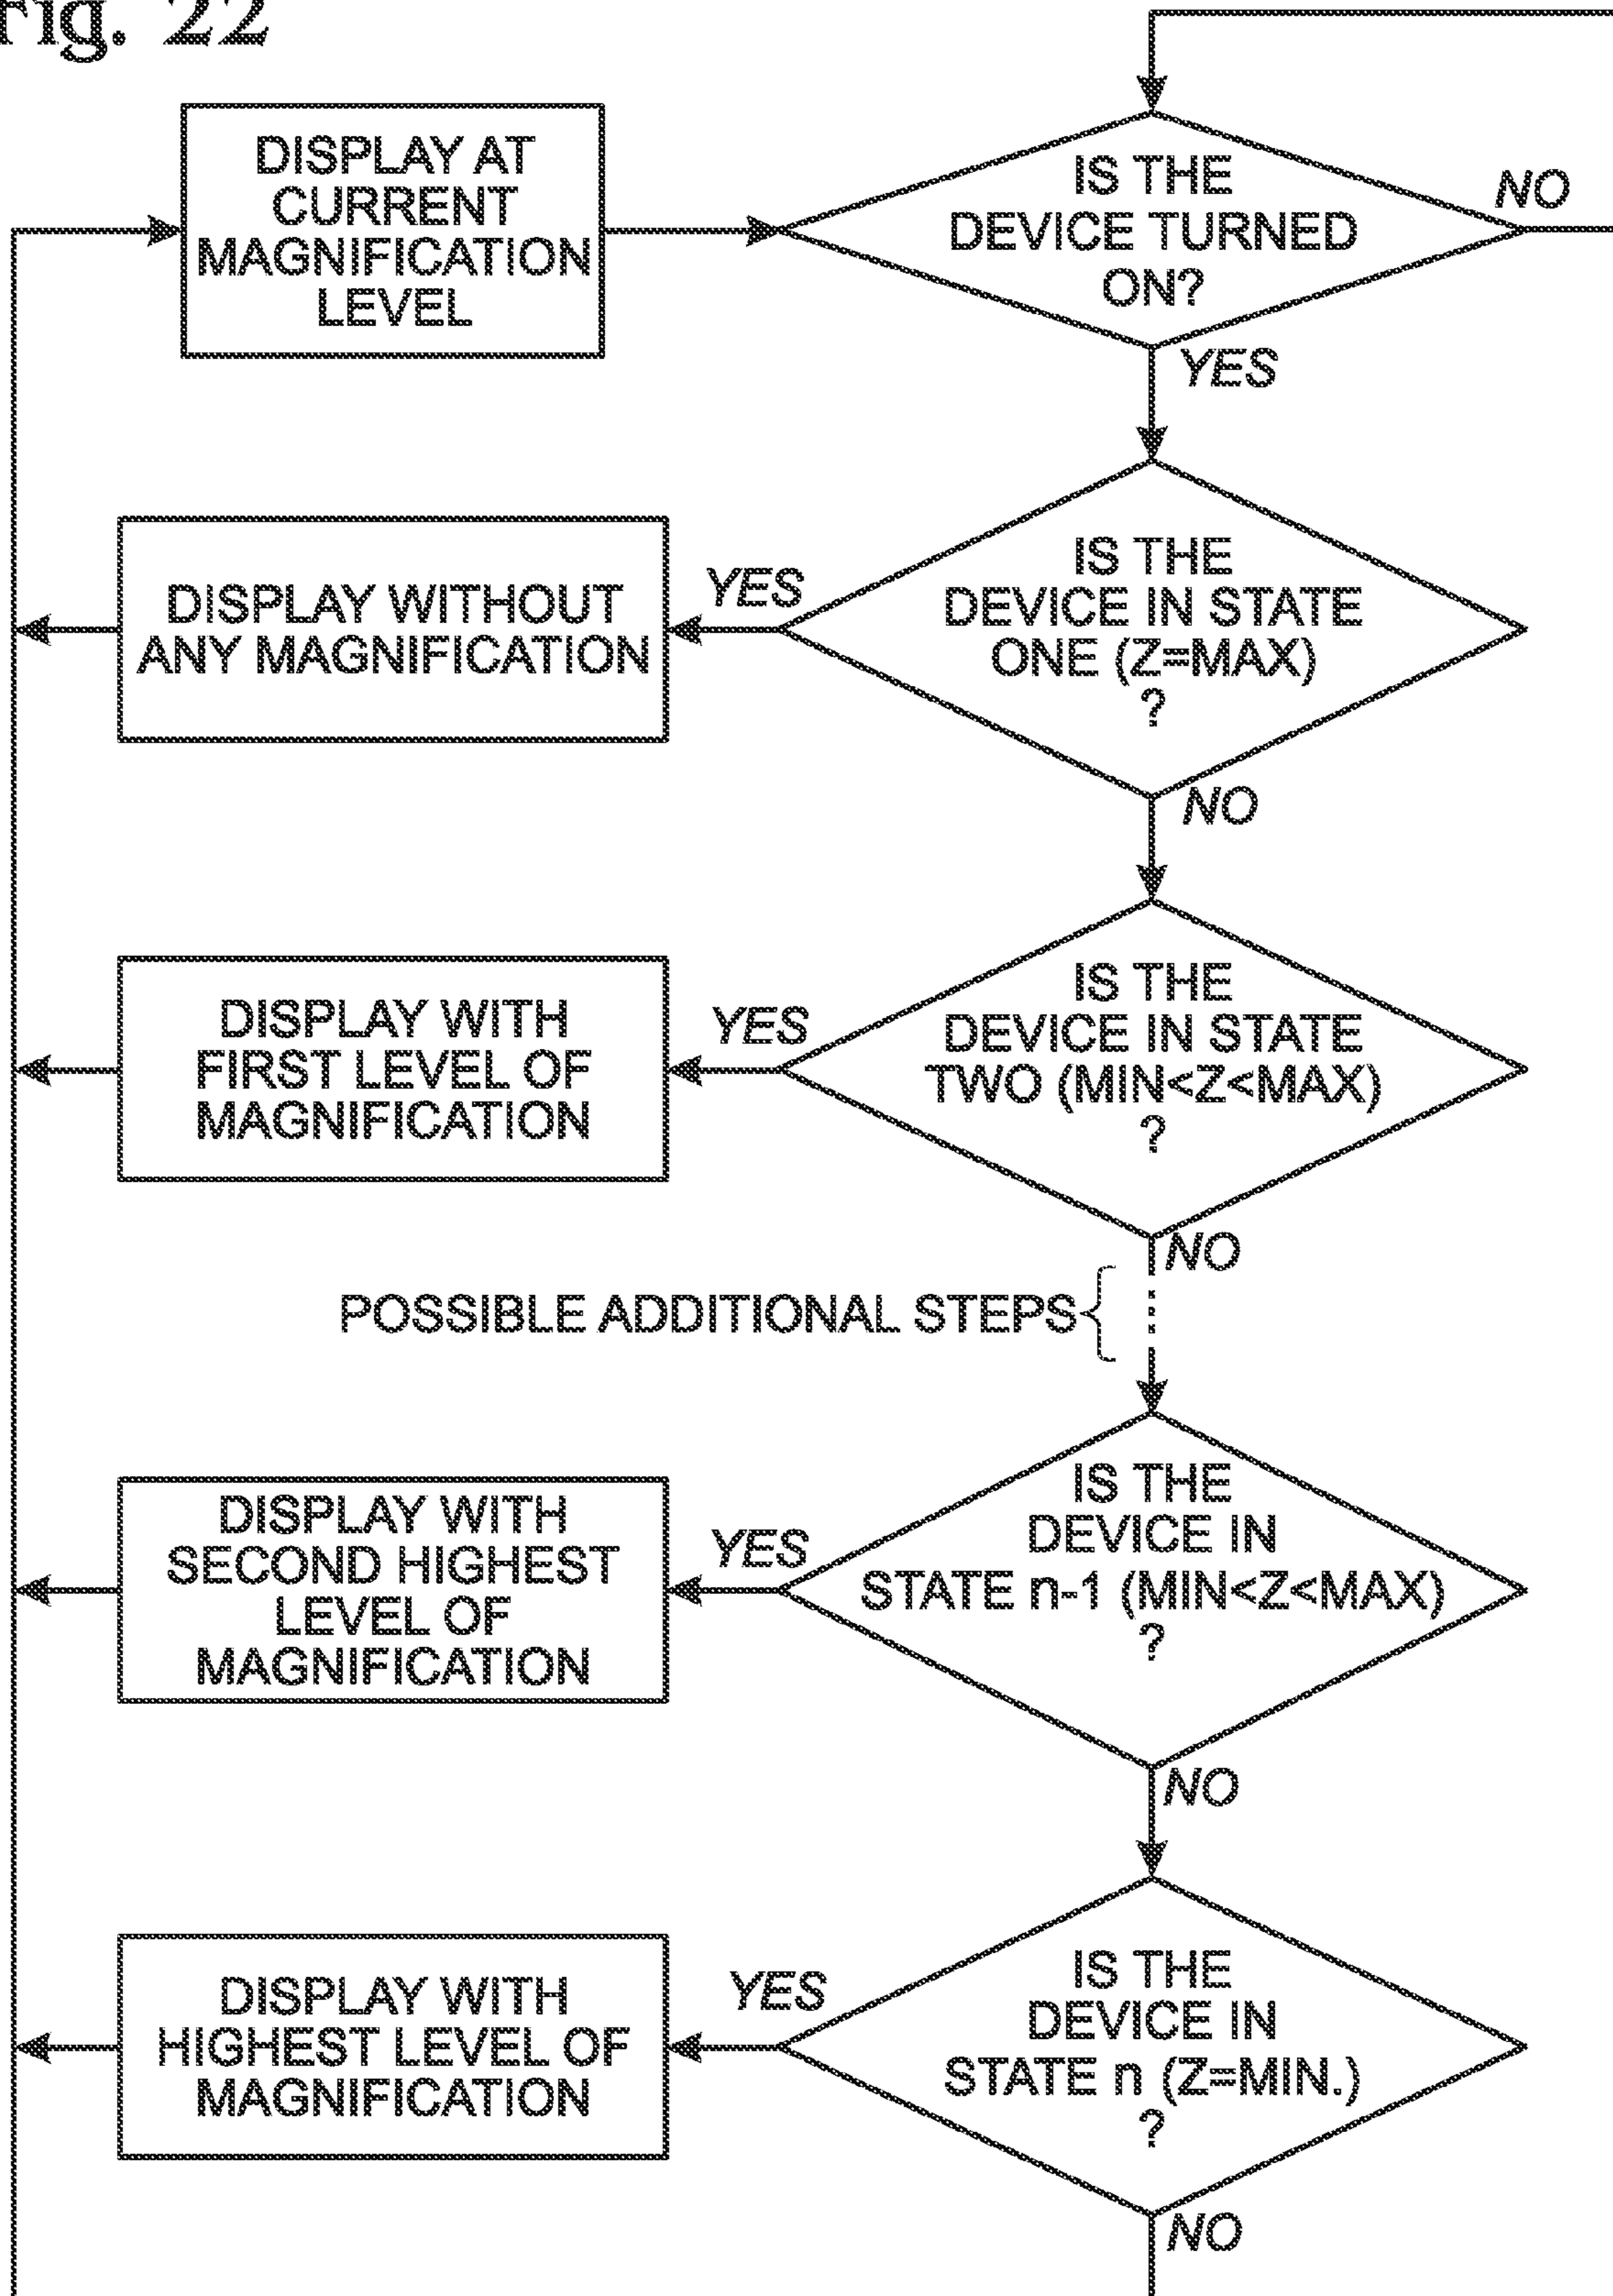 Fig. 22
DISPLAY AT
CURRENT
MAGNIFICATION
LEVEL
IS THE
DEVICE TURNED
ON?
NO
YES
DISPLAY WITHOUT
ANY MAGNIFICATION
YES
IS THE
DEVICE IN STATE
ONE (Z=MAX)
?
NO
DISPLAY WITH
FIRST LEVEL OF
MAGNIFICATION
YES
IS THE
DEVICE IN STATE
TWO (MIN<Z<MAX)
?
NO
POSSIBLE ADDITIONAL STEPS
DISPLAY WITH
SECOND HIGHEST
LEVEL OF
MAGNIFICATION
YES
IS THE
DEVICE IN
STATE n-1 (MIN<Z<MAX)
?
NO
DISPLAY WITH
HIGHEST LEVEL OF
MAGNIFICATION
YES
IS THE
DEVICE IN
STATE n (Z=MIN.)
?
NO